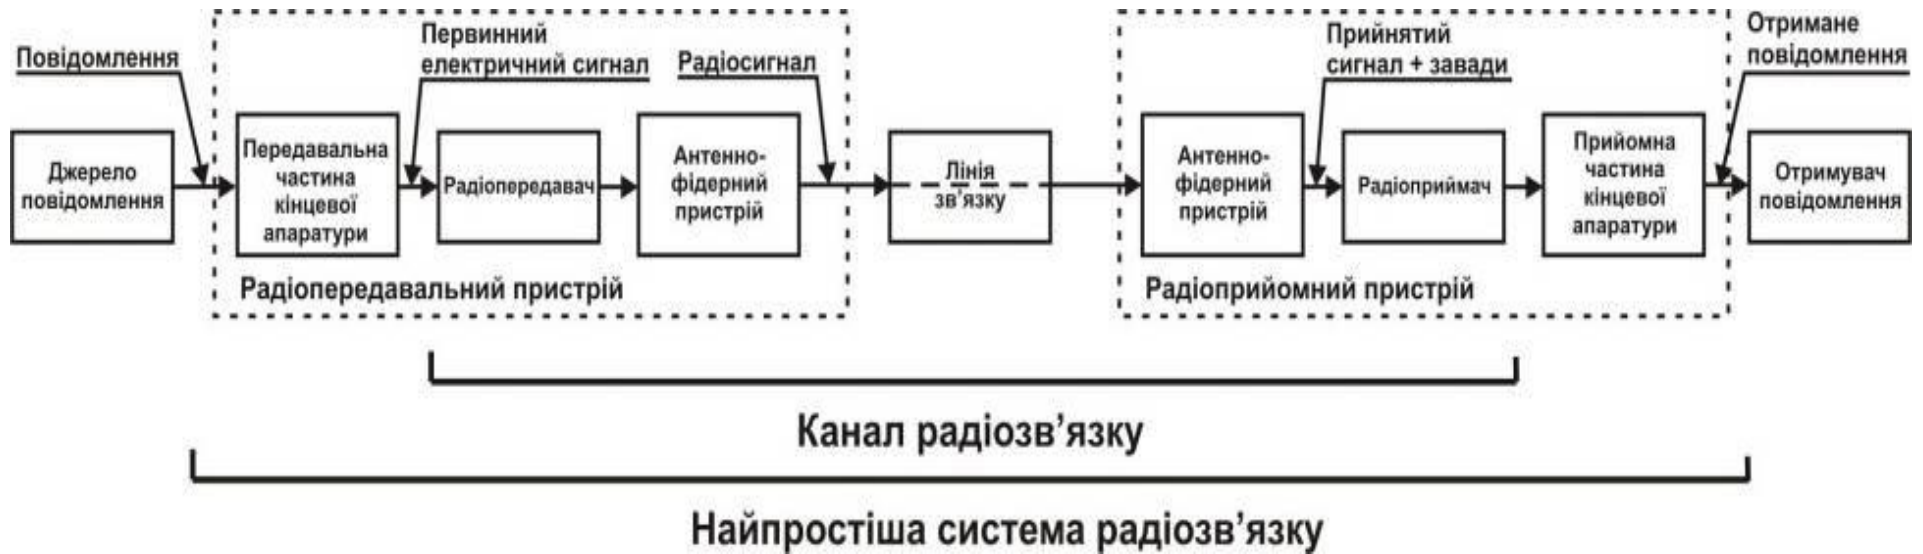 Повідомлення
Первинний
електричний сигнал
Радіосигнал
Прийнятий
сигнал + завади
Отримане
повідомлення
Джерело
повідомлення
Передавальна
частина
кінцевої
апаратури
Радіопередавач
Антенно-
фідерний
пристрій
Лінія
зв’язку
Антенно-
фідерний
пристрій
Радіоприймач
Прийомна
частина
кінцевої
апаратури
Отримувач
повідомлення
Радіопередавальний пристрій
Радіоприйомний пристрій
Канал радіозв’язку
Найпростіша система радіозв’язку